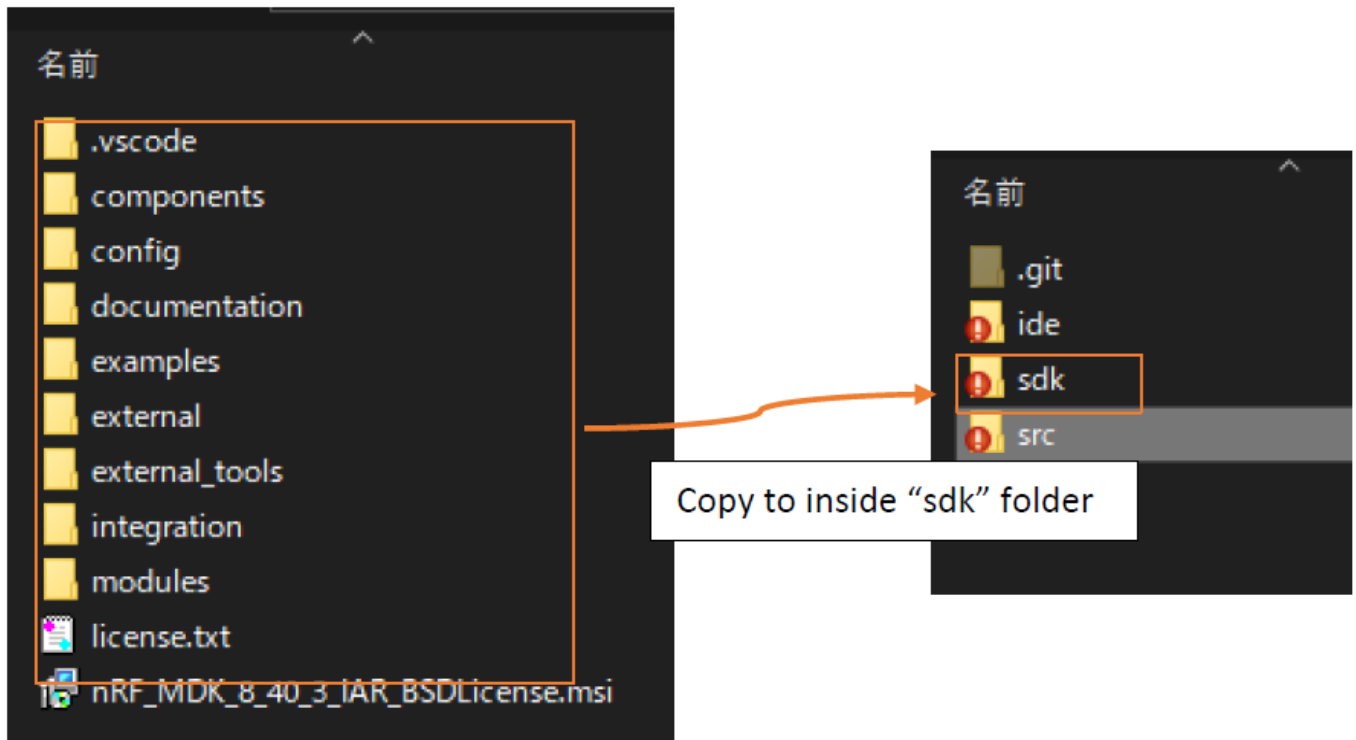 名前
.vscode
components
config
documentation
examples
external
external_tools
integration
modules
license.txt
nRF_MDK_8_40_3_IAR_BSDLicense.msi
名前
.git
ide
sdk
src
Copy to inside “sdk” folder